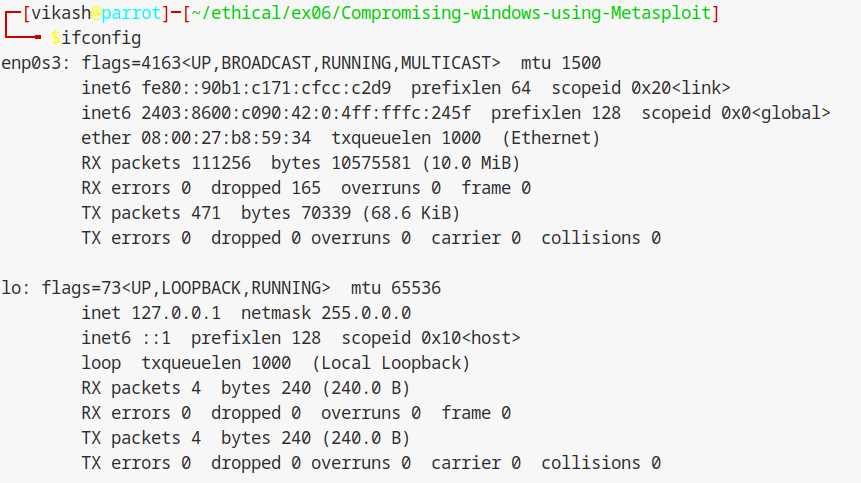 ┌─[vikash@parrot]─[~/ethical/ex06/Compromising-windows-using-Metasploit]
└──╼ $ifconfig
enp0s3: flags=4163<UP,BROADCAST,RUNNING,MULTICAST>  mtu 1500
        inet6 fe80::90b1:c171:cfcc:c2d9  prefixlen 64  scopeid 0x20<link>
        inet6 2403:8600:c090:42:0:4ff:fffc:245f  prefixlen 128  scopeid 0x0<global>
        ether 08:00:27:b8:59:34  txqueuelen 1000  (Ethernet)
        RX packets 111256  bytes 10575581 (10.0 MiB)
        RX errors 0  dropped 165  overruns 0  frame 0
        TX packets 471  bytes 70339 (68.6 KiB)
        TX errors 0  dropped 0 overruns 0  carrier 0  collisions 0

lo: flags=73<UP,LOOPBACK,RUNNING>  mtu 65536
        inet 127.0.0.1  netmask 255.0.0.0
        inet6 ::1  prefixlen 128  scopeid 0x10<host>
        loop  txqueuelen 1000  (Local Loopback)
        RX packets 4  bytes 240 (240.0 B)
        RX errors 0  dropped 0  overruns 0  frame 0
        TX packets 4  bytes 240 (240.0 B)
        TX errors 0  dropped 0 overruns 0  carrier 0  collisions 0